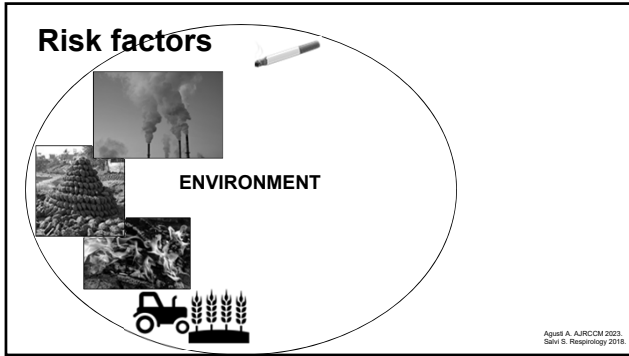 Risk factors
ENVIRONMENT
Agusti A. AJRCCM 2023.
Salvi S. Respirology 2018.